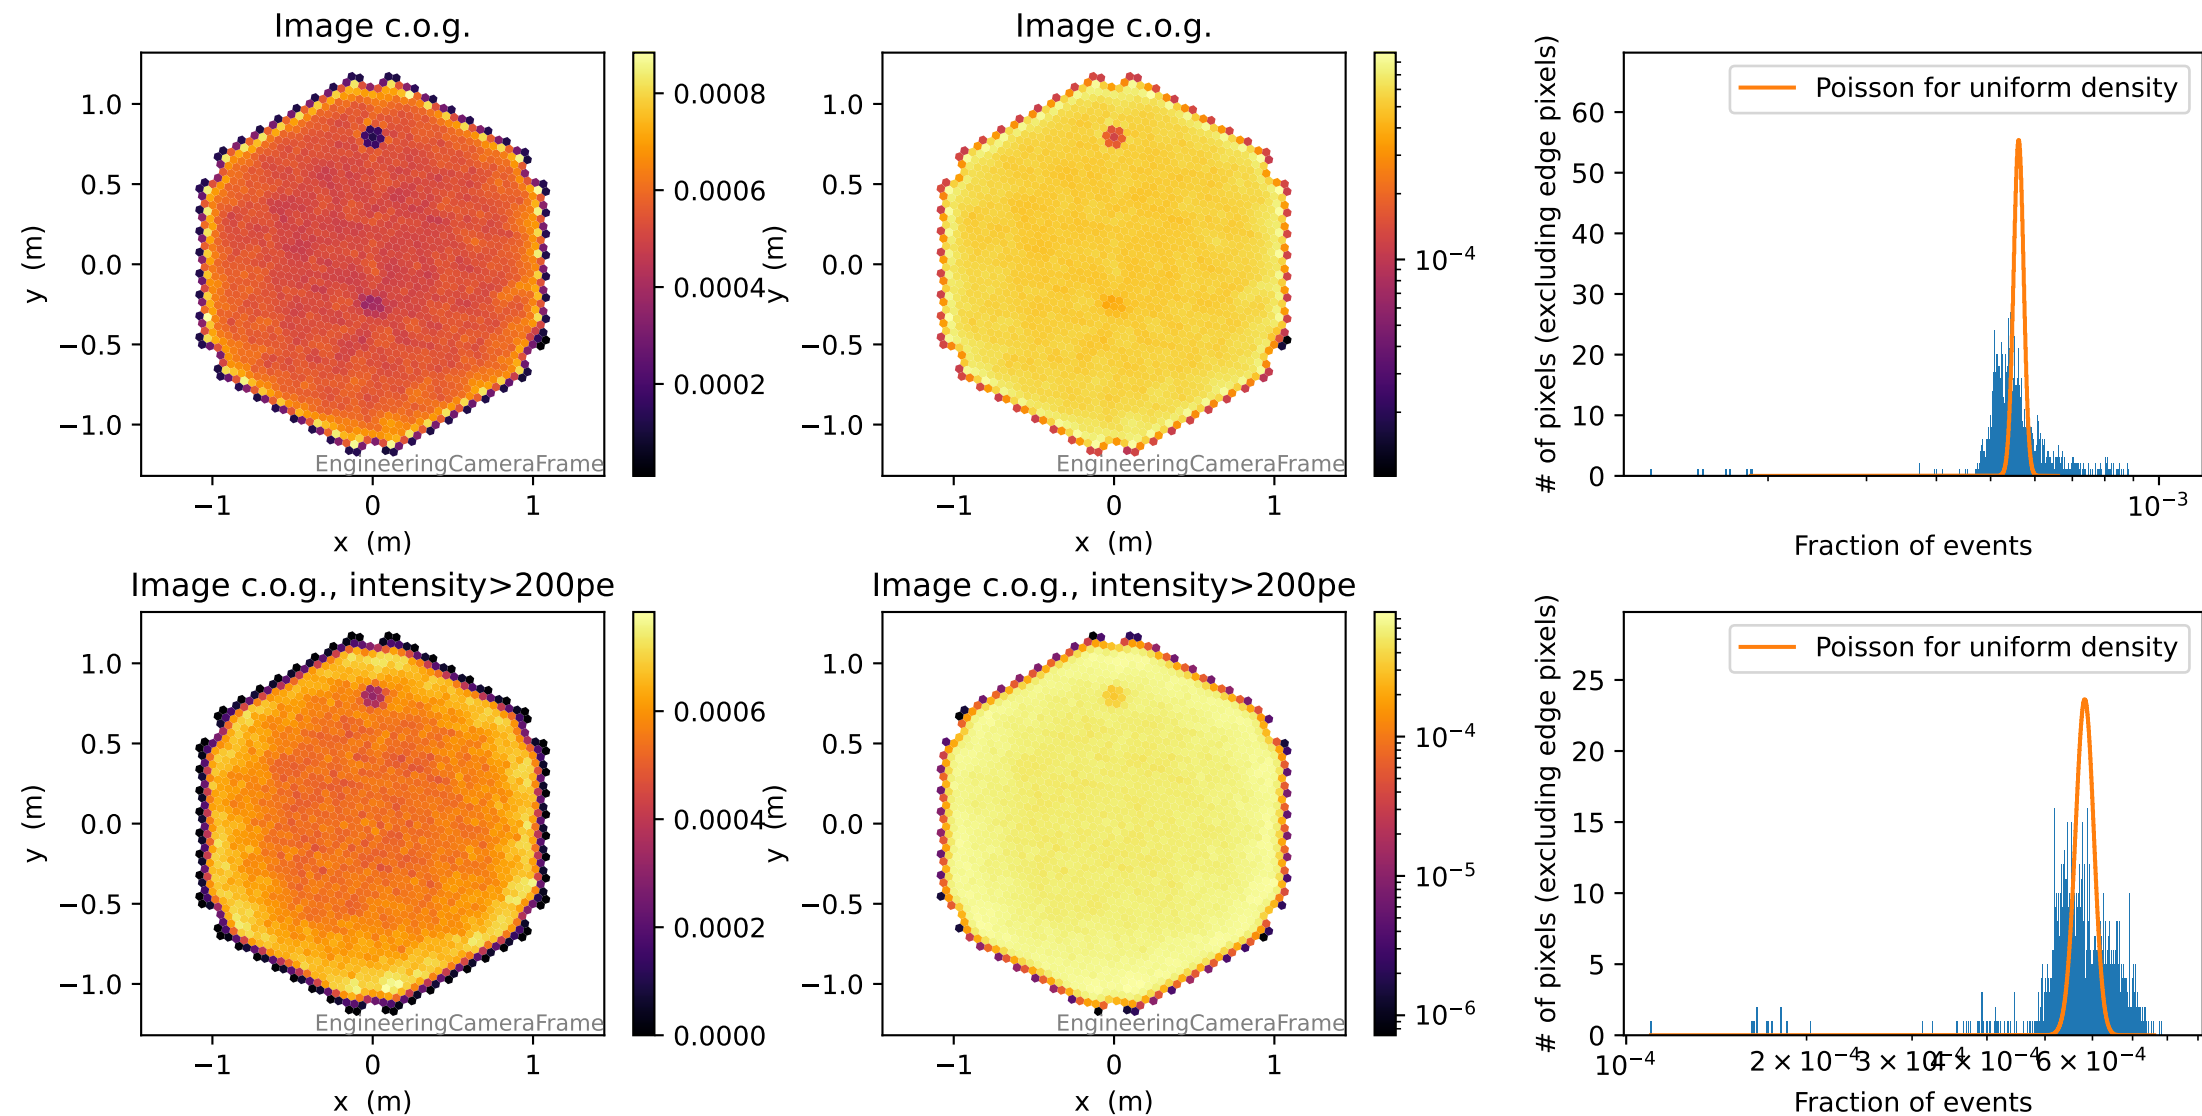 Image c.o.g.
1.0
0.5
0.0
−0.5
−1.0
y (m)
−1
0
1
x (m)
EngineeringCameraFrame
0.0008
0.0006
0.0004
0.0002
Image c.o.g.
1.0
0.5
0.0
−0.5
−1.0
y (m)
−1
0
1
x (m)
EngineeringCameraFrame
10⁻⁴
# of pixels (excluding edge pixels)
60
50
40
30
20
10
0
Poisson for uniform density
10⁻³
Fraction of events
Image c.o.g., intensity>200pe
1.0
0.5
0.0
−0.5
−1.0
y (m)
−1
0
1
x (m)
EngineeringCameraFrame
0.0006
0.0004
0.0002
0.0000
Image c.o.g., intensity>200pe
1.0
0.5
0.0
−0.5
−1.0
y (m)
−1
0
1
x (m)
EngineeringCameraFrame
10⁻⁴
10⁻⁵
10⁻⁶
# of pixels (excluding edge pixels)
25
20
15
10
5
0
Poisson for uniform density
10⁻⁴
2 × 10⁻⁴
3 × 10⁻⁴
4 × 10⁻⁴
6 × 10⁻⁴
Fraction of events